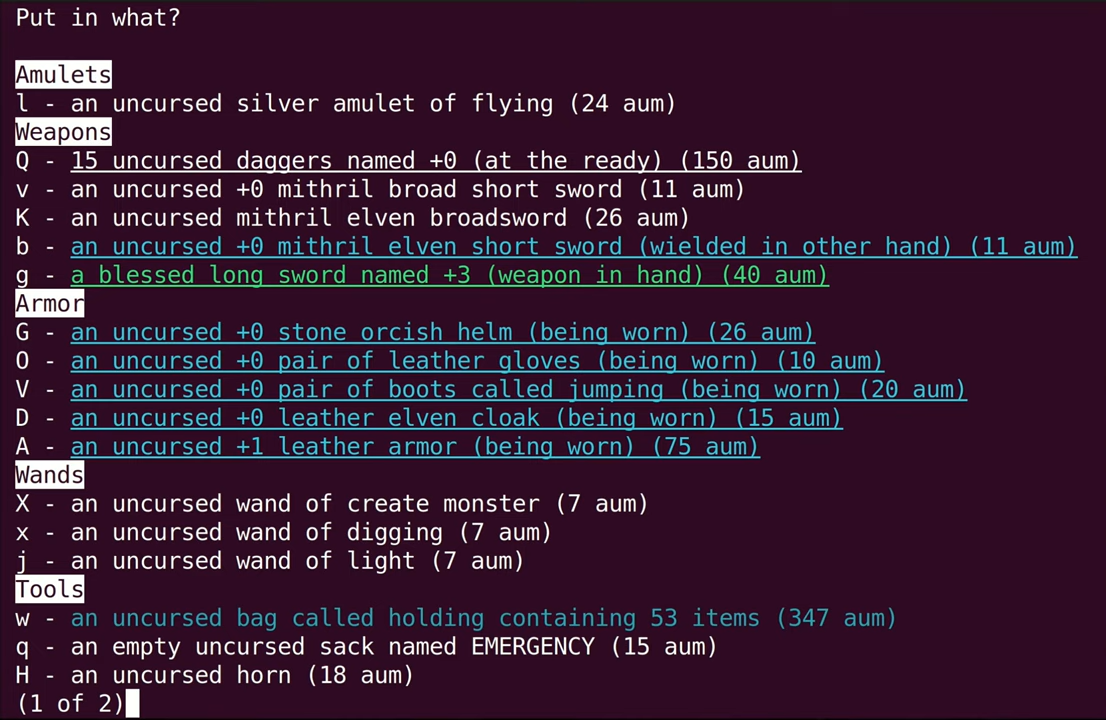 Put in what?
Amulets
l - an uncursed silver amulet of flying (24 aum)
Weapons
Q - 15 uncursed daggers named +0 (at the ready) (150 aum)
v - an uncursed +0 mithril broad short sword (11 aum)
K - an uncursed mithril elven broadsword (26 aum)
b - an uncursed +0 mithril elven short sword (wielded in other hand) (11 aum)
g - a blessed long sword named +3 (weapon in hand) (40 aum)
Armor
G - an uncursed +0 stone orcish helm (being worn) (26 aum)
O - an uncursed +0 pair of leather gloves (being worn) (10 aum)
V - an uncursed +0 pair of boots called jumping (being worn) (20 aum)
D - an uncursed +0 leather elven cloak (being worn) (15 aum)
A - an uncursed +1 leather armor (being worn) (75 aum)
Wands
X - an uncursed wand of create monster (7 aum)
x - an uncursed wand of digging (7 aum)
j - an uncursed wand of light (7 aum)
Tools
w - an uncursed bag called holding containing 53 items (347 aum)
q - an empty uncursed sack named EMERGENCY (15 aum)
H - an uncursed horn (18 aum)
(1 of 2)